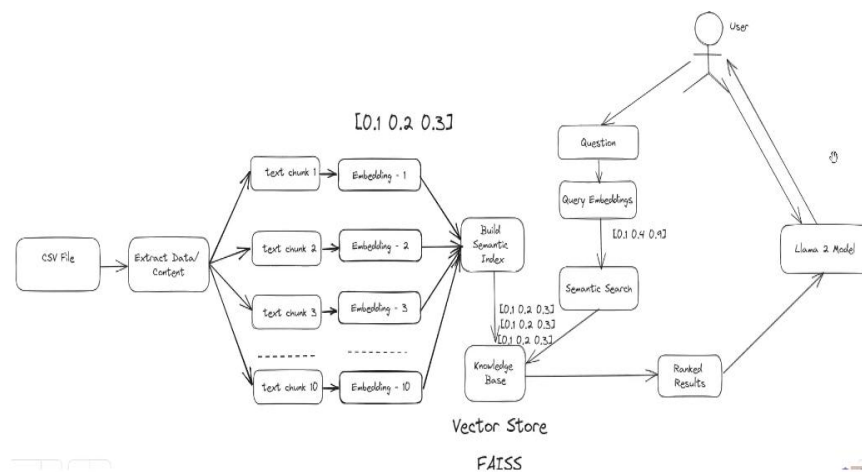 User
[0.1 0.2 0.3]
Question
text chunk 1
Embedding - 1
Query Embeddings
[0.1 0.4 0.9]
CSV File
Extract Data/
Content
text chunk 2
Embedding - 2
Build
Semantic
Index
Llama 2 Model
Semantic Search
text chunk 3
Embedding - 3
[0.1 0.2 0.3]
[0.1 0.2 0.3]
[0.1 0.2 0.3]
text chunk 10
Embedding - 10
Knowledge
Base
Ranked
Results
Vector Store
FAISS